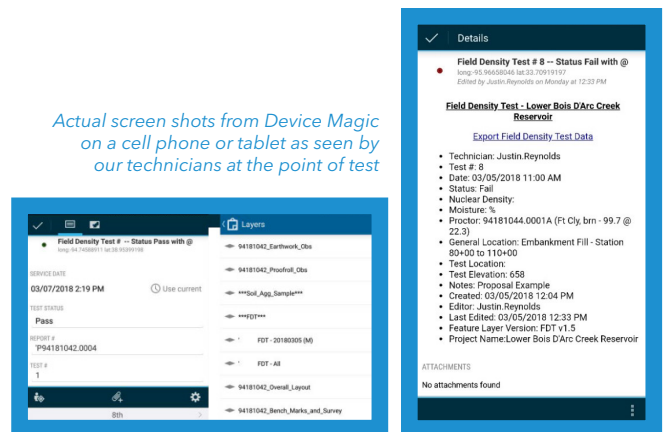 Actual screen shots from Device Magic
on a cell phone or tablet as seen by
our technicians at the point of test
Field Density Test # -- Status Pass with @
SERVICE DATE
03/07/2018 2:19 PM
Use current
TEST STATUS
Pass
REPORT #
'P94181042.0004
TEST #
1
8th
Layers
94181042_Earthwork_Obs
94181042_Proofroll_Obs
***Soil_Agg_Sample***
***FDT***
' FDT - 20180305 (M)
' FDT - All
94181042_Overall_Layout
94181042_Bench_Marks_and_Survey
Details
Field Density Test # 8 -- Status Fail with @
long:-95.96658046 lat:33.70919197
Edited by Justin.Reynolds on Monday at 12:33 PM
Field Density Test - Lower Bois D'Arc Creek
Reservoir
Export Field Density Test Data
• Technician: Justin.Reynolds
• Test #: 8
• Date: 03/05/2018 11:00 AM
• Status: Fail
• Nuclear Density:
• Moisture: %
• Proctor: 94181044.0001A (Ft Cly, brn - 99.7 @
22.3)
• General Location: Embankment Fill - Station
80+00 to 110+00
• Test Location:
• Test Elevation: 658
• Notes: Proposal Example
• Created: 03/05/2018 12:04 PM
• Editor: Justin.Reynolds
• Last Edited: 03/05/2018 12:33 PM
• Feature Layer Version: FDT v1.5
• Project Name:Lower Bois D'Arc Creek Reservoir
ATTACHMENTS
No attachments found